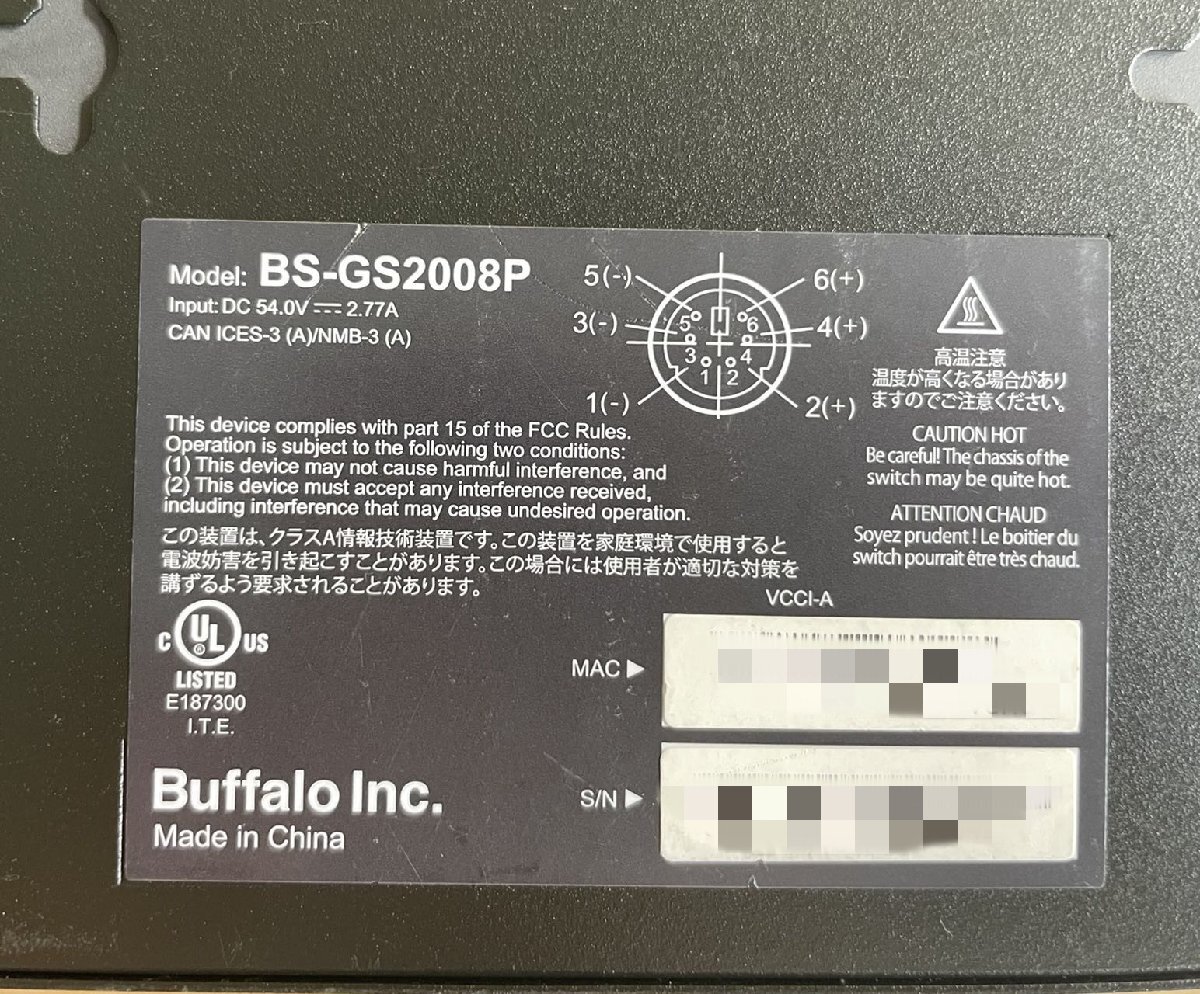 Model: BS-GS2008P
Input: DC 54.0V ⎓ 2.77A
CAN ICES-3 (A)/NMB-3 (A)
5(-)
6(+)
3(-)
4(+)
1(-)
2(+)
5
6
3
4
1
2
高温注意
温度が高くなる場合があり
ますのでご注意ください。
CAUTION HOT
Be careful! The chassis of the
switch may be quite hot.
ATTENTION CHAUD
Soyez prudent ! Le boitier du
switch pourrait être très chaud.
This device complies with part 15 of the FCC Rules.
Operation is subject to the following two conditions:
(1) This device may not cause harmful interference, and
(2) This device must accept any interference received,
including interference that may cause undesired operation.
この装置は、クラスA情報技術装置です。この装置を家庭環境で使用すると
電波妨害を引き起こすことがあります。この場合には使用者が適切な対策を
講ずるよう要求されることがあります。
VCCI-A
C UL® US
LISTED
E187300
I.T.E.
MAC ▶
S/N ▶
Buffalo Inc.
Made in China